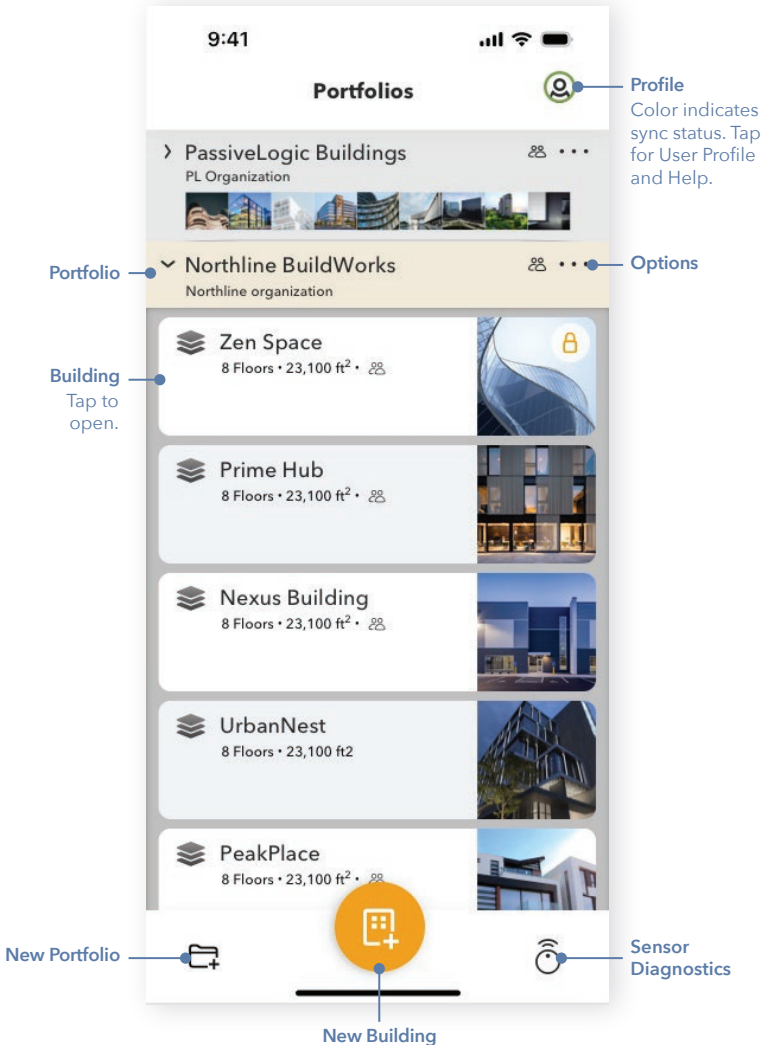 9:41
Portfolios
Profile
Color indicates
sync status. Tap
for User Profile
and Help.
PassiveLogic Buildings
PL Organization
Portfolio
Northline BuildWorks
Northline organization
Options
Building
Tap to
open.
Zen Space
8 Floors • 23,100 ft² •
Prime Hub
8 Floors • 23,100 ft² •
Nexus Building
8 Floors • 23,100 ft² •
UrbanNest
8 Floors • 23,100 ft2
PeakPlace
8 Floors • 23,100 ft² •
New Portfolio
Sensor
Diagnostics
New Building